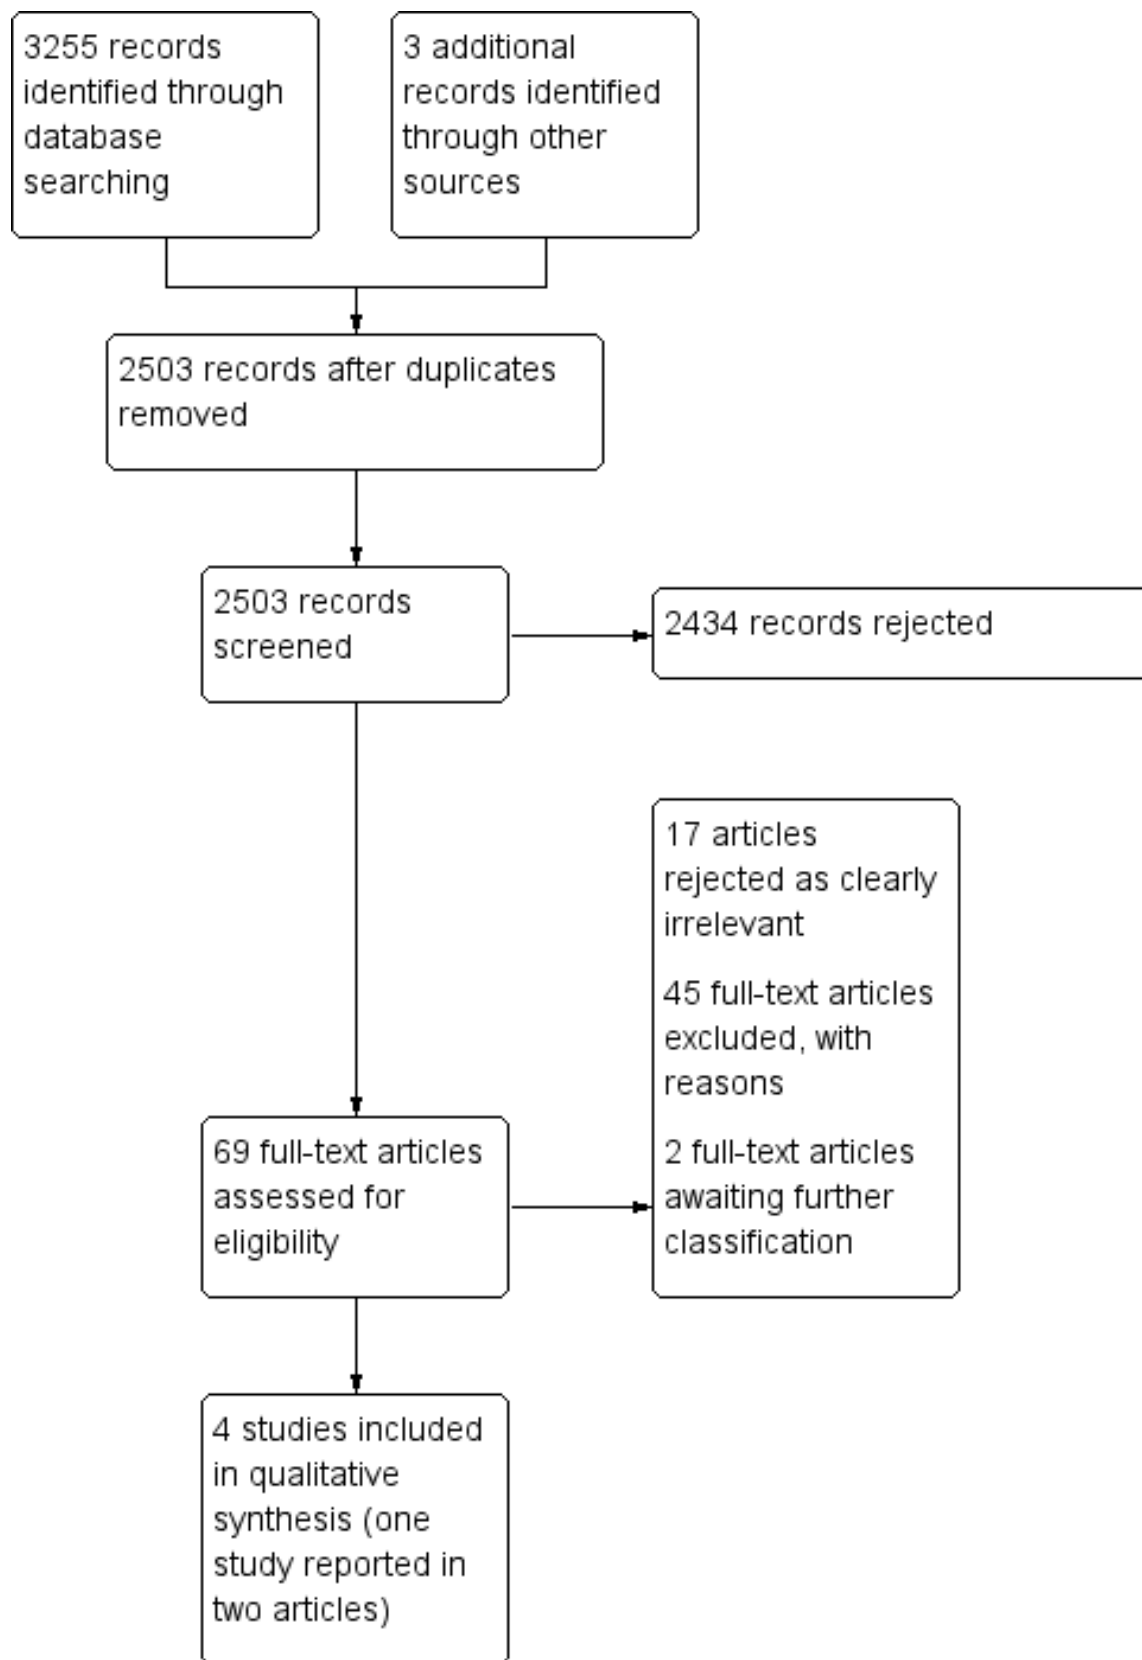 3255 records
identified through
database
searching
3 additional
records identified
through other
sources
2503 records after duplicates
removed
2503 records
screened
2434 records rejected
17 articles
rejected as clearly
irrelevant
45 full-text articles
excluded, with
reasons
2 full-text articles
awaiting further
classification
69 full-text articles
assessed for
eligibility
4 studies included
in qualitative
synthesis (one
study reported in
two articles)